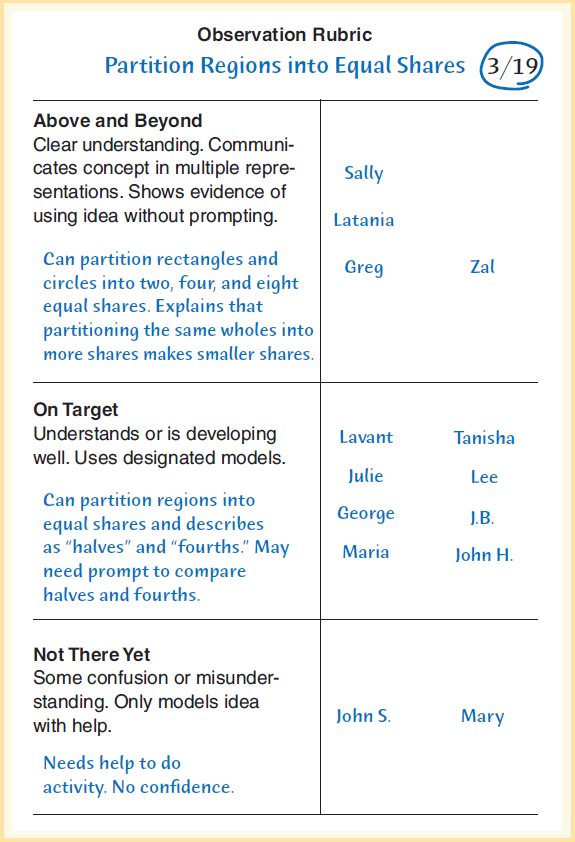 Observation Rubric
Partition Regions into Equal Shares 3/19
Above and Beyond
Clear understanding. Communi-
cates concept in multiple repre-
sentations. Shows evidence of
using idea without prompting.
Can partition rectangles and
circles into two, four, and eight
equal shares. Explains that
partitioning the same wholes into
more shares makes smaller shares.
Sally
Latania
Greg Zal
On Target
Understands or is developing
well. Uses designated models.
Can partition regions into
equal shares and describes
as “halves” and “fourths.” May
need prompt to compare
halves and fourths.
Lavant Tanisha
Julie Lee
George J.B.
Maria John H.
Not There Yet
Some confusion or misunder-
standing. Only models idea
with help.
Needs help to do
activity. No confidence.
John S. Mary